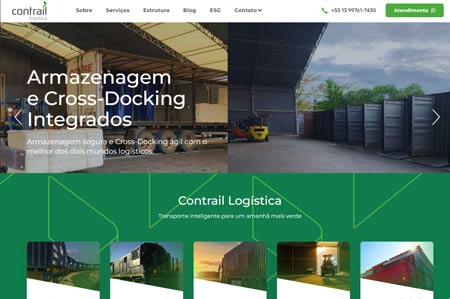 contrail
logística
Sobre Serviços Estrutura Blog ESG Contato
+55 13 99761-7430
Atendimento
Armazenagem
e Cross-Docking
Integrados
Armazenagem segura e Cross-Docking ágil com o
melhor dos dois mundos logísticos.
Contrail Logística
Transporte inteligente para um amanhã mais verde